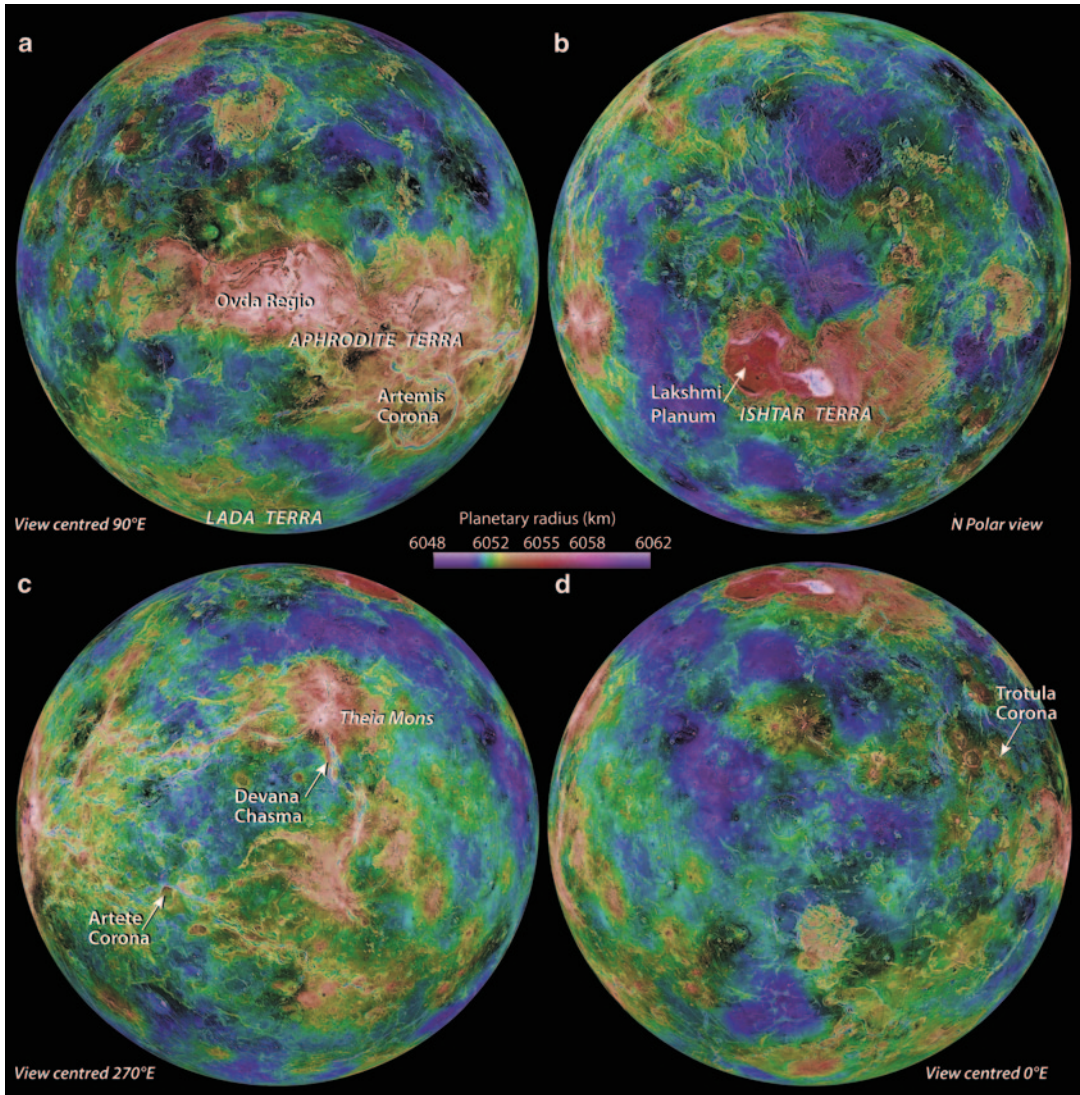 a
Ovda Regio
APHRODITE TERRA
Artemis
Corona
LADA TERRA
View centred 90°E
b
Lakshmi
Planum
ISHTAR TERRA
N Polar view
Planetary radius (km)
6048 6052 6055 6058 6062
c
Theia Mons
Devana
Chasma
Artete
Corona
View centred 270°E
d
Trotula
Corona
View centred 0°E